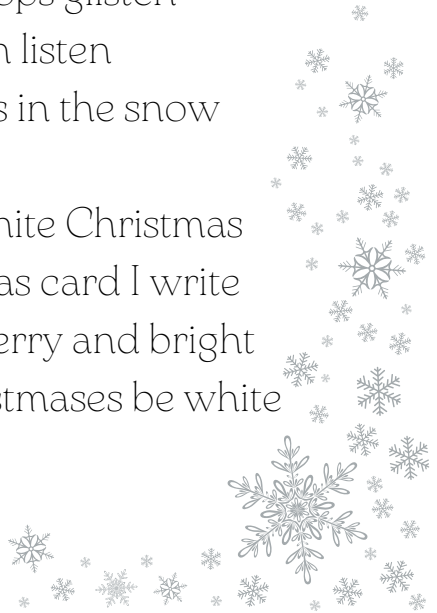 ops glisten
n listen
s in the snow
hite Christmas
as card I write
erry and bright
stmases be white